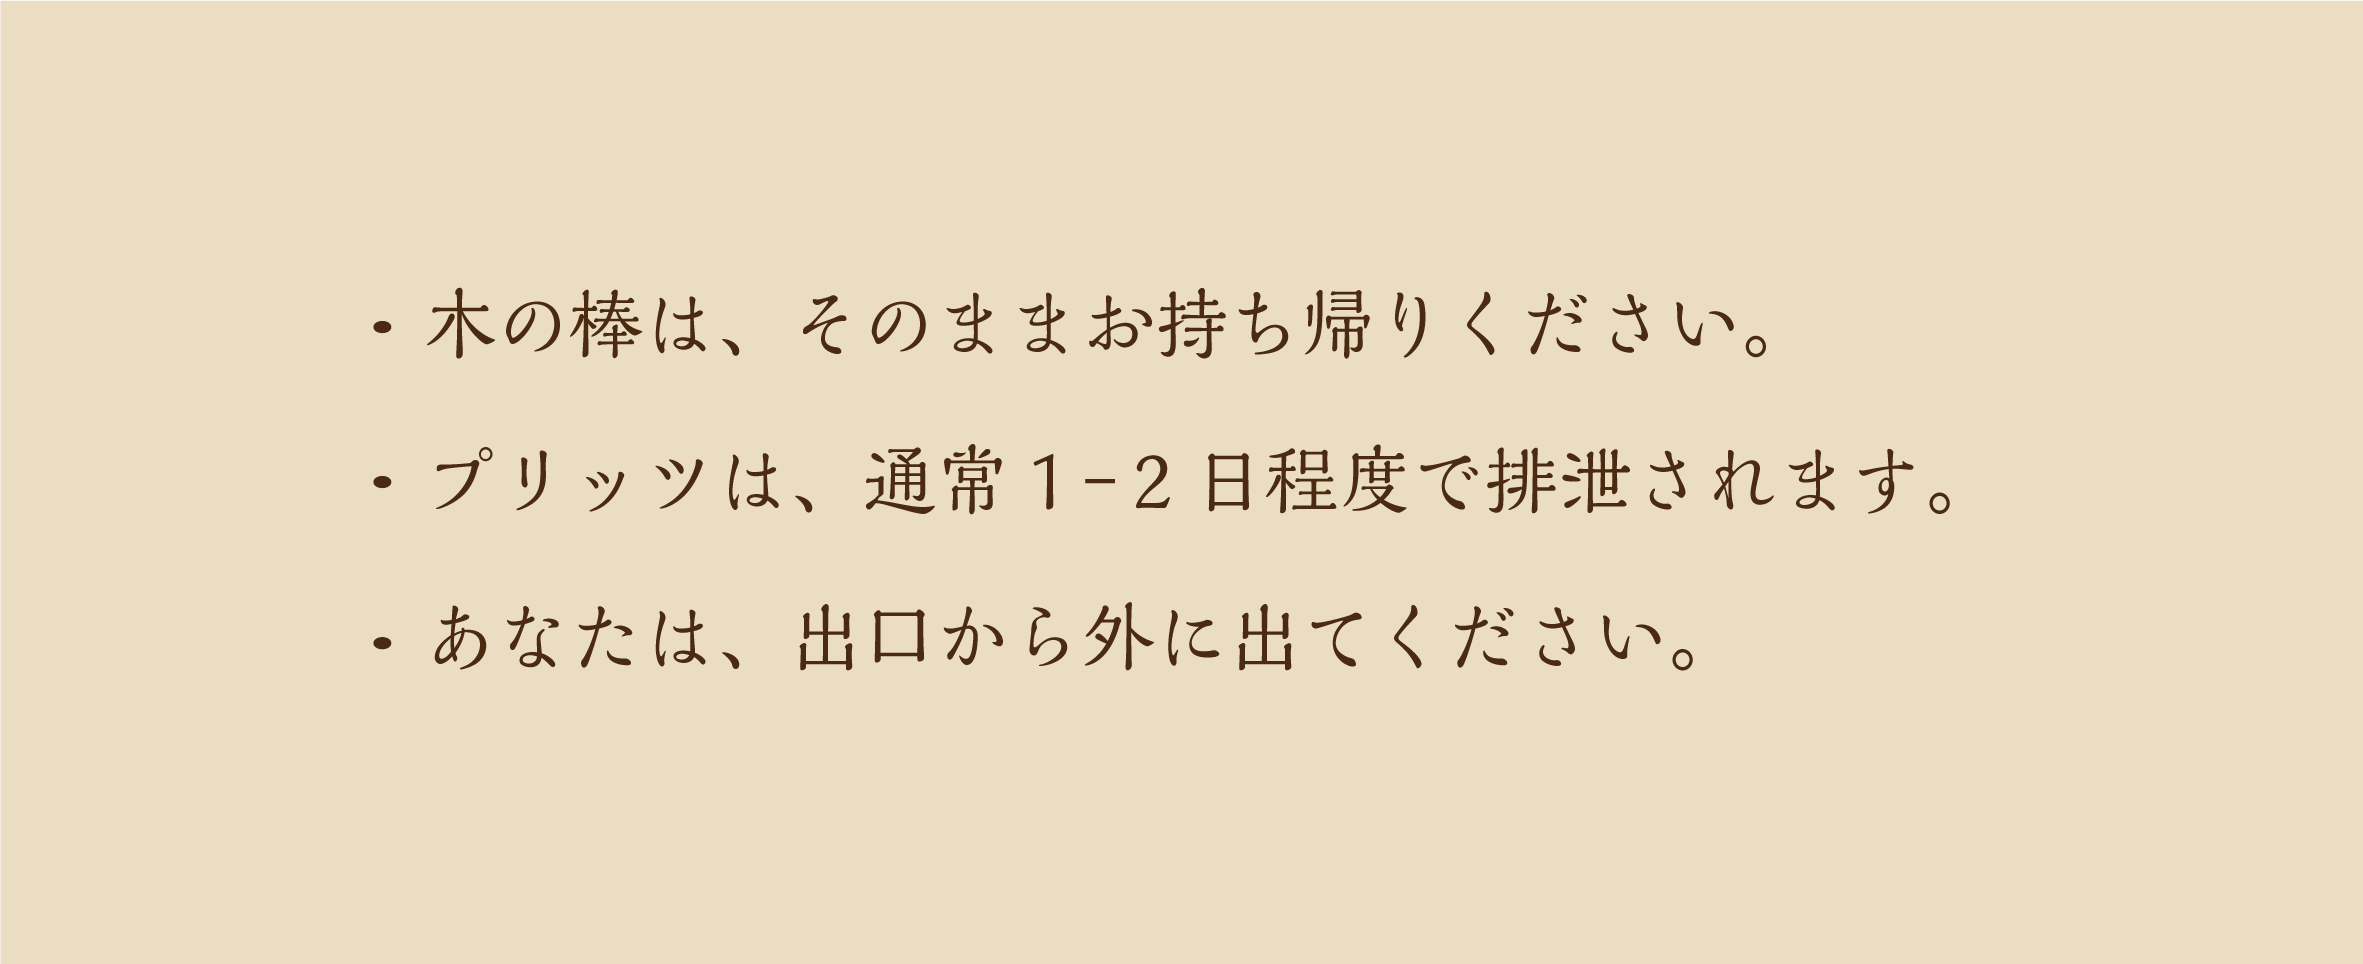 ・木の棒は、そのままお持ち帰りください。
・プリッツは、通常1-2日程度で排泄されます。
・あなたは、出口から外に出てください。